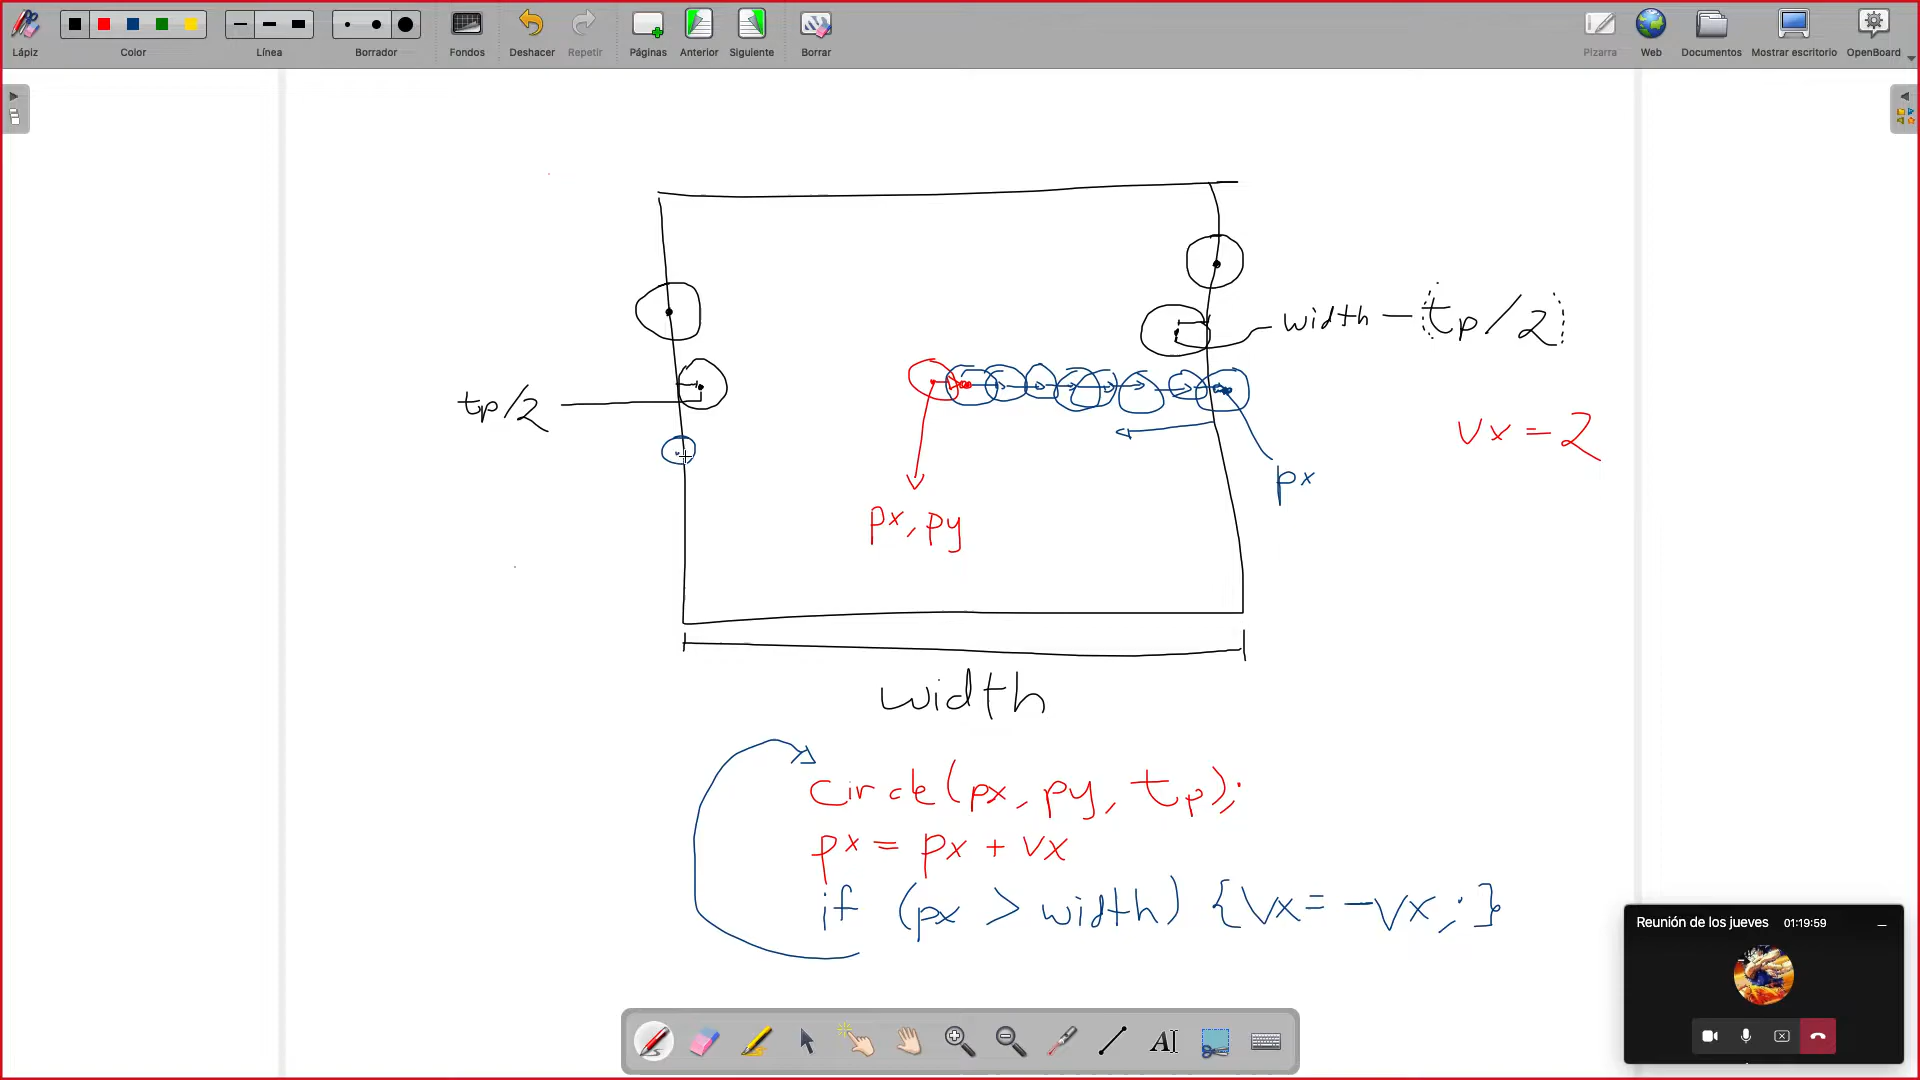 Lápiz
Color
Línea
Borrador
Fondos
Deshacer
Repetir
Páginas
Anterior
Siguiente
Borrar
Pizarra
Web
Documentos
Mostrar escritorio
OpenBoard
width - (tp/2)
tp/2
vx = 2
px
px, py
width
circle(px, py, tp);
px = px + vx
if (px > width) {vx = -vx;}
Reunión de los jueves 01:19:59